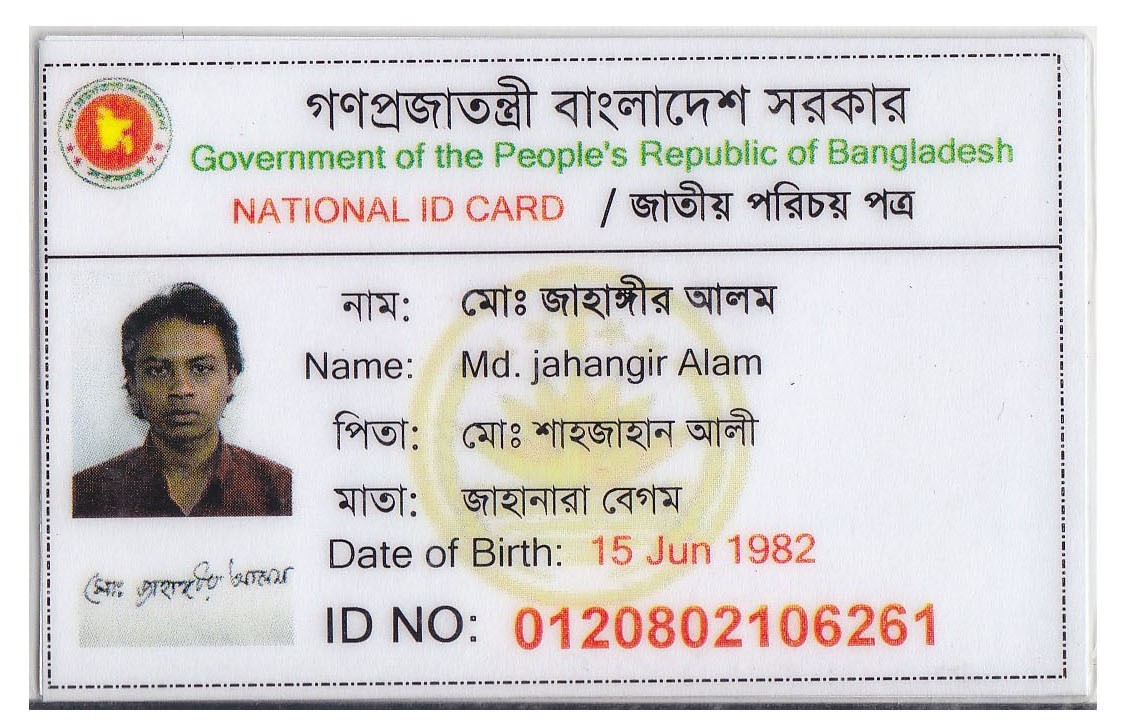 গণপ্রজাতন্ত্রী বাংলাদেশ সরকার
Government of the People's Republic of Bangladesh
NATIONAL ID CARD / জাতীয় পরিচয় পত্র
নাম: মোঃ জাহাঙ্গীর আলম
Name: Md. jahangir Alam
পিতা: মোঃ শাহজাহান আলী
মাতা: জাহানারা বেগম
Date of Birth: 15 Jun 1982
মোঃ জাহাঙ্গীর আলম
ID NO: 0120802106261